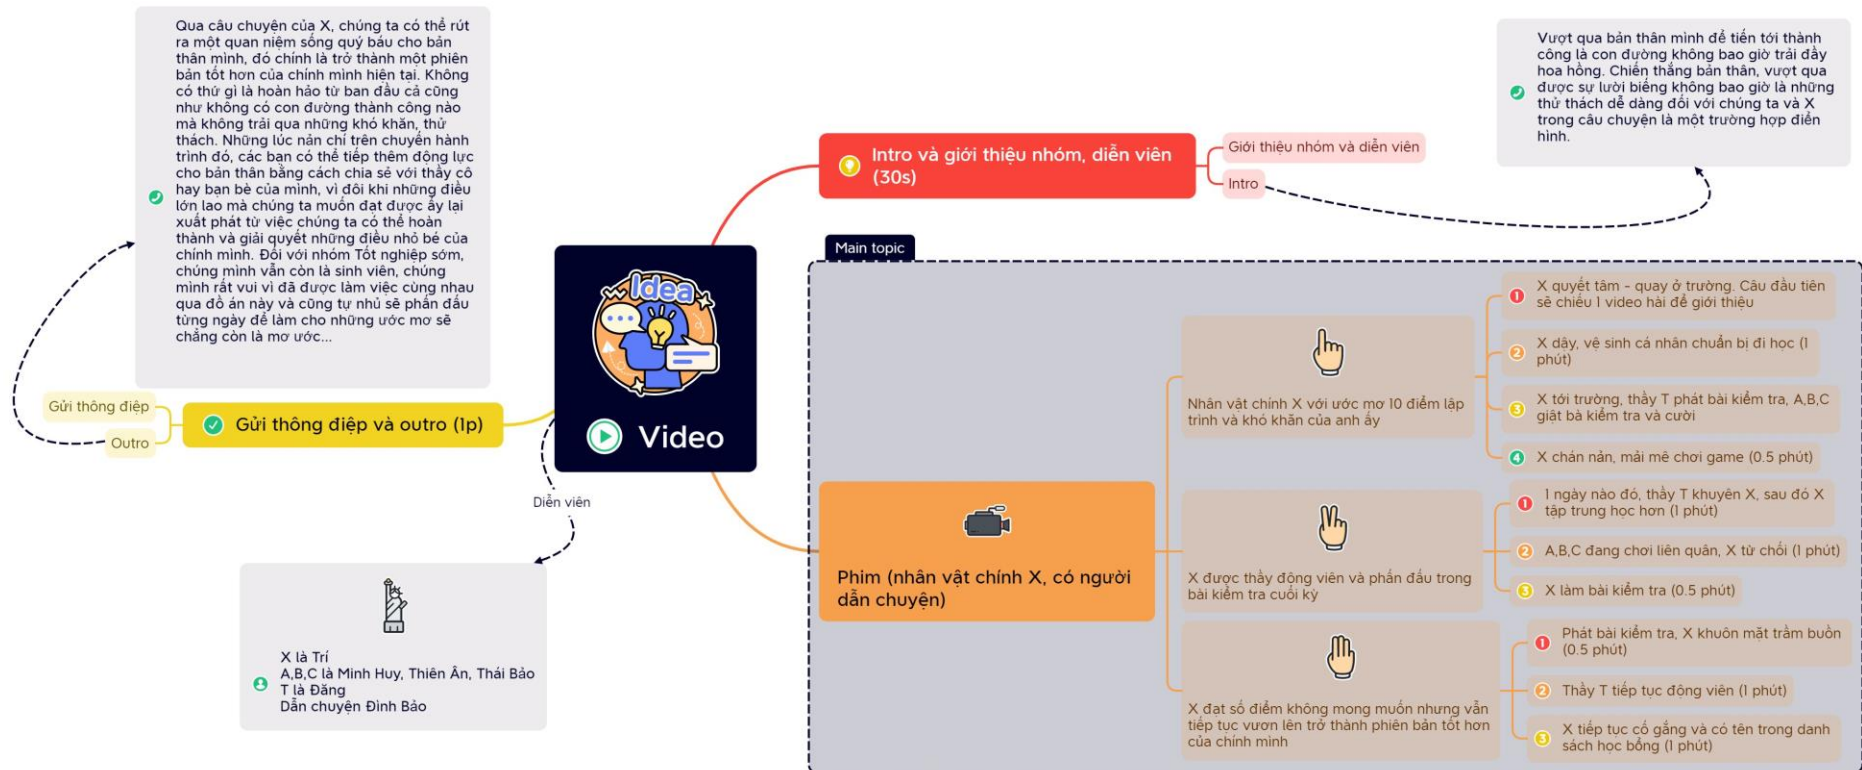 Qua câu chuyện của X, chúng ta có thể rút
ra một quan niệm sống quý báu cho bản
thân mình, đó chính là trở thành một phiên
bản tốt hơn của chính mình hiện tại. Không
có thứ gì là hoàn hảo từ ban đầu cả cũng
như không có con đường thành công nào
mà không trải qua những khó khăn, thử
thách. Những lúc nản chí trên chuyến hành
trình đó, các bạn có thể tiếp thêm động lực
cho bản thân bằng cách chia sẻ với thầy cô
hay bạn bè của mình, vì đôi khi những điều
lớn lao mà chúng ta muốn đạt được ấy lại
xuất phát từ việc chúng ta có thể hoàn
thành và giải quyết những điều nhỏ bé của
chính mình. Đối với nhóm Tốt nghiệp sớm,
chúng mình vẫn còn là sinh viên, chúng
mình rất vui vì đã được làm việc cùng nhau
qua đồ án này và cũng tự nhủ sẽ phấn đấu
từng ngày để làm cho những ước mơ sẽ
chẳng còn là mơ ước...
Gửi thông điệp
Outro
Gửi thông điệp và outro (1p)
Idea
Video
Diễn viên
X là Trí
A,B,C là Minh Huy, Thiên Ân, Thái Bảo
T là Đăng
Dẫn chuyện Đình Bảo
Intro và giới thiệu nhóm, diễn viên
(30s)
Giới thiệu nhóm và diễn viên
Intro
Vượt qua bản thân mình để tiến tới thành
công là con đường không bao giờ trải đầy
hoa hồng. Chiến thắng bản thân, vượt qua
được sự lười biếng không bao giờ là những
thử thách dễ dàng đối với chúng ta và X
trong câu chuyện là một trường hợp điển
hình.
Main topic
Phim (nhân vật chính X, có người
dẫn chuyện)
Nhân vật chính X với ước mơ 10 điểm lập
trình và khó khăn của anh ấy
1 X quyết tâm - quay ở trường. Câu đầu tiên
sẽ chiếu 1 video hài để giới thiệu
2 X dây, vệ sinh cá nhân chuẩn bị đi học (1
phút)
3 X tới trường, thầy T phát bài kiểm tra, A,B,C
giật bà kiểm tra và cười
4 X chán nản, mải mê chơi game (0.5 phút)
X được thầy động viên và phấn đấu trong
bài kiểm tra cuối kỳ
1 1 ngày nào đó, thầy T khuyên X, sau đó X
tập trung học hơn (1 phút)
2 A,B,C đang chơi liên quân, X từ chối (1 phút)
3 X làm bài kiểm tra (0.5 phút)
X đạt số điểm không mong muốn nhưng vẫn
tiếp tục vươn lên trở thành phiên bản tốt hơn
của chính mình
1 Phát bài kiểm tra, X khuôn mặt trầm buồn
(0.5 phút)
2 Thầy T tiếp tục động viên (1 phút)
3 X tiếp tục cố gắng và có tên trong danh
sách học bổng (1 phút)